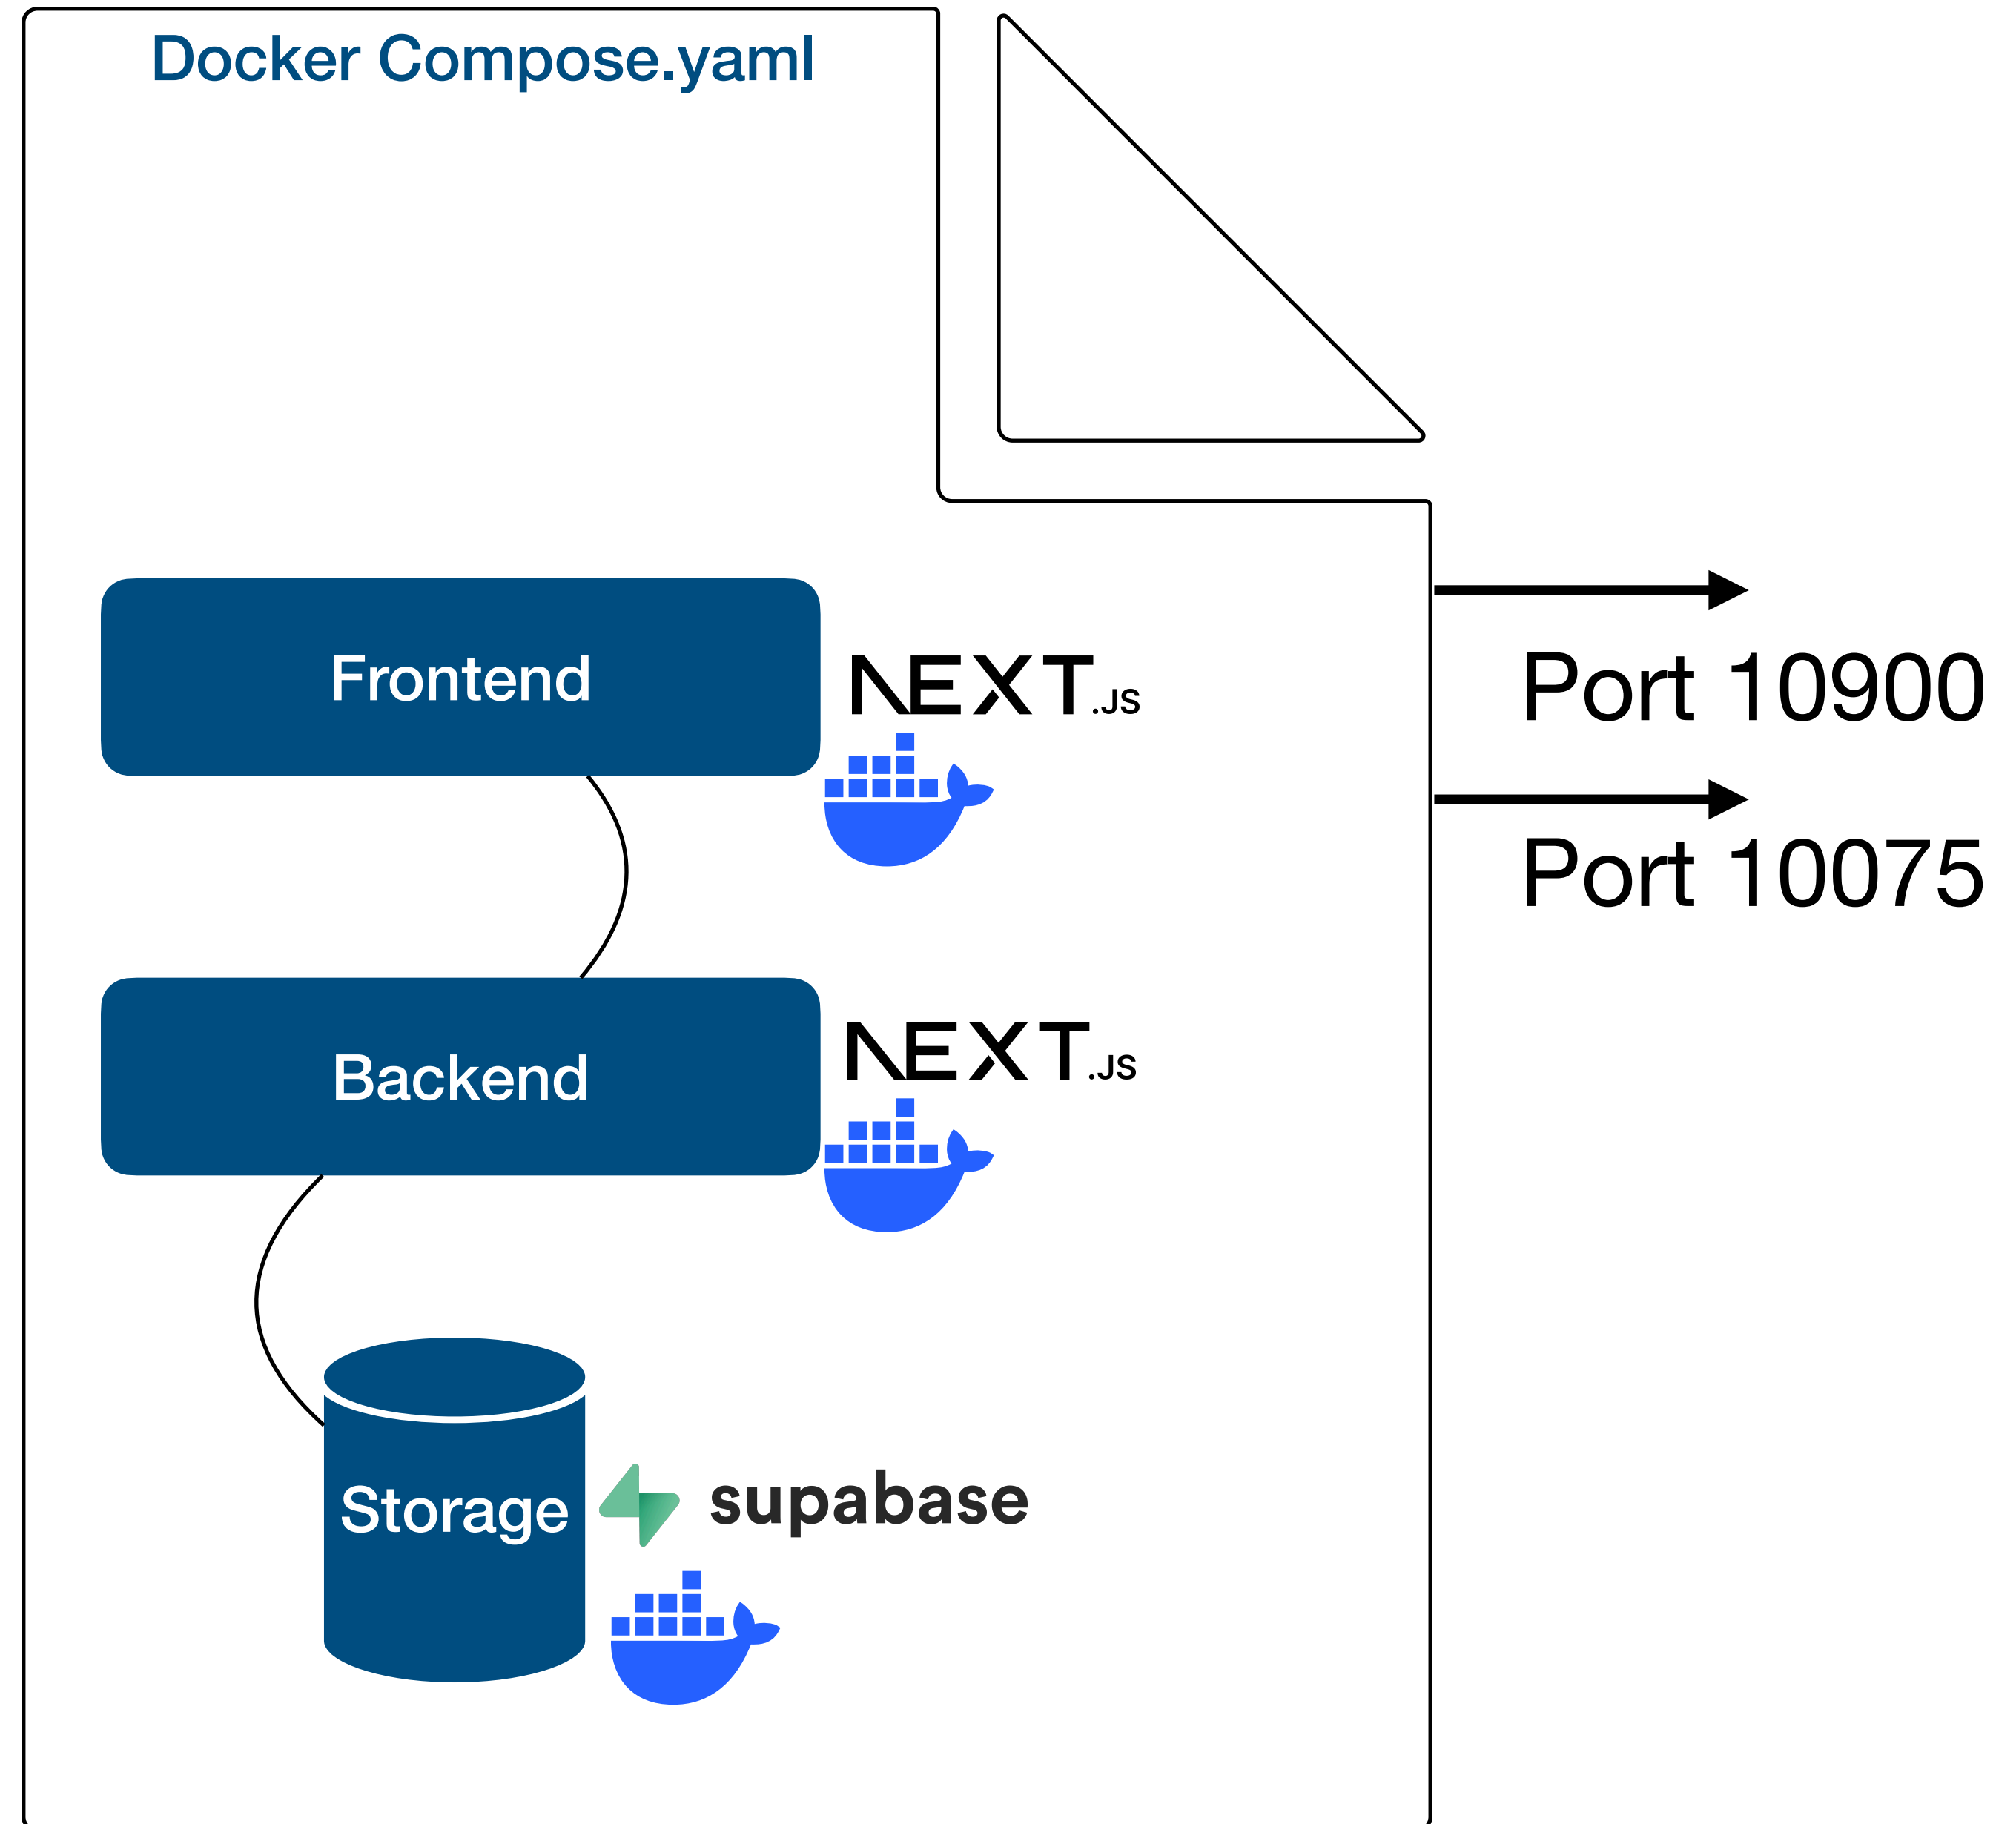 Docker Compose.yaml
Frontend
NEXT.JS
Port 10900
Port 10075
Backend
NEXT.JS
Storage
supabase